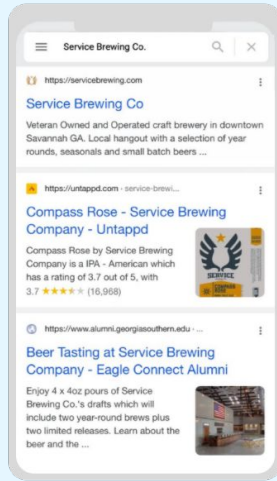 Service Brewing Co.
https://servicebrewing.com
Service Brewing Co
Veteran Owned and Operated craft brewery in downtown
Savannah GA. Local hangout with a selection of year
rounds, seasonals and small batch beers ...
https://untappd.com › service-brewi...
Compass Rose - Service Brewing
Company - Untappd
Compass Rose by Service Brewing
Company is a IPA - American which
has a rating of 3.7 out of 5, with
3.7 ★★★★★ (16,968)
SERVICE
COMPASS
ROSE
https://www.alumni.georgiasouthern.edu › ...
Beer Tasting at Service Brewing
Company - Eagle Connect Alumni
Enjoy 4 x 4oz pours of Service
Brewing Co.'s drafts which will
include two year-round brews plus
two limited releases. Learn about the
beer and the ...